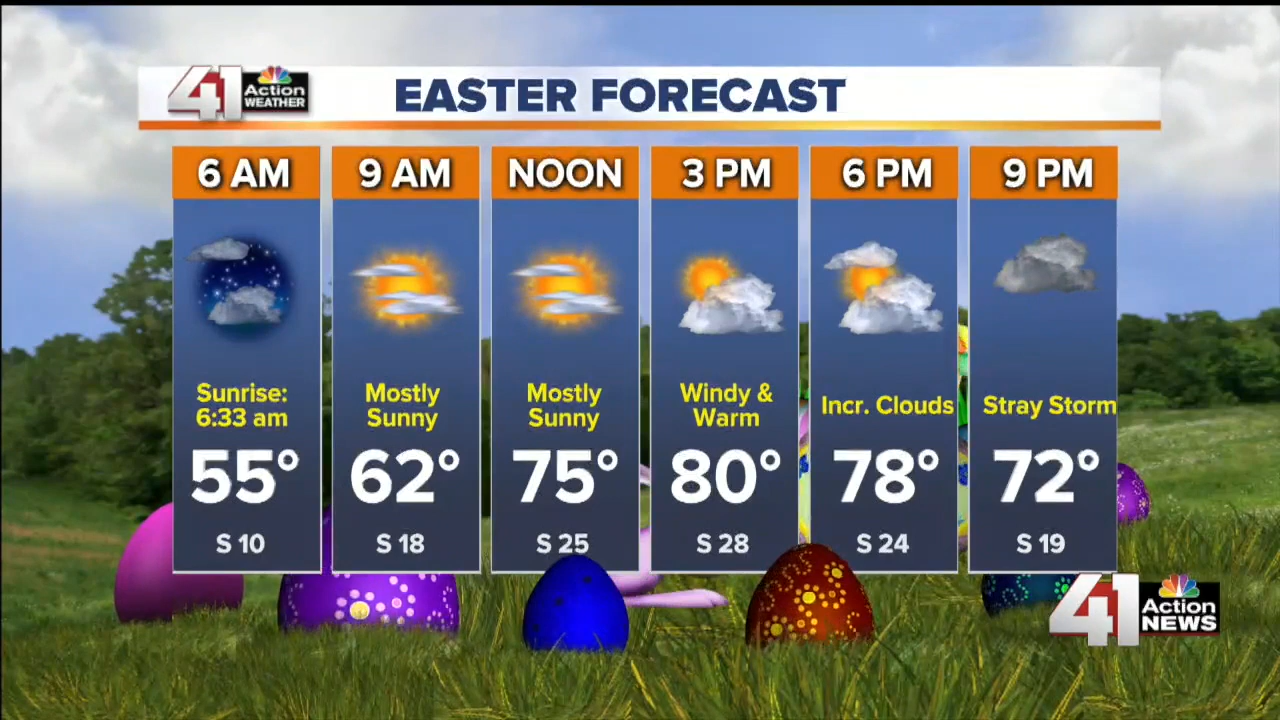 41 Action WEATHER
EASTER FORECAST
6 AM
Sunrise:
6:33 am
55°
S 10
9 AM
Mostly
Sunny
62°
S 18
NOON
Mostly
Sunny
75°
S 25
3 PM
Windy &
Warm
80°
S 28
6 PM
Incr. Clouds
78°
S 24
9 PM
Stray Storm
72°
S 19
41 Action NEWS